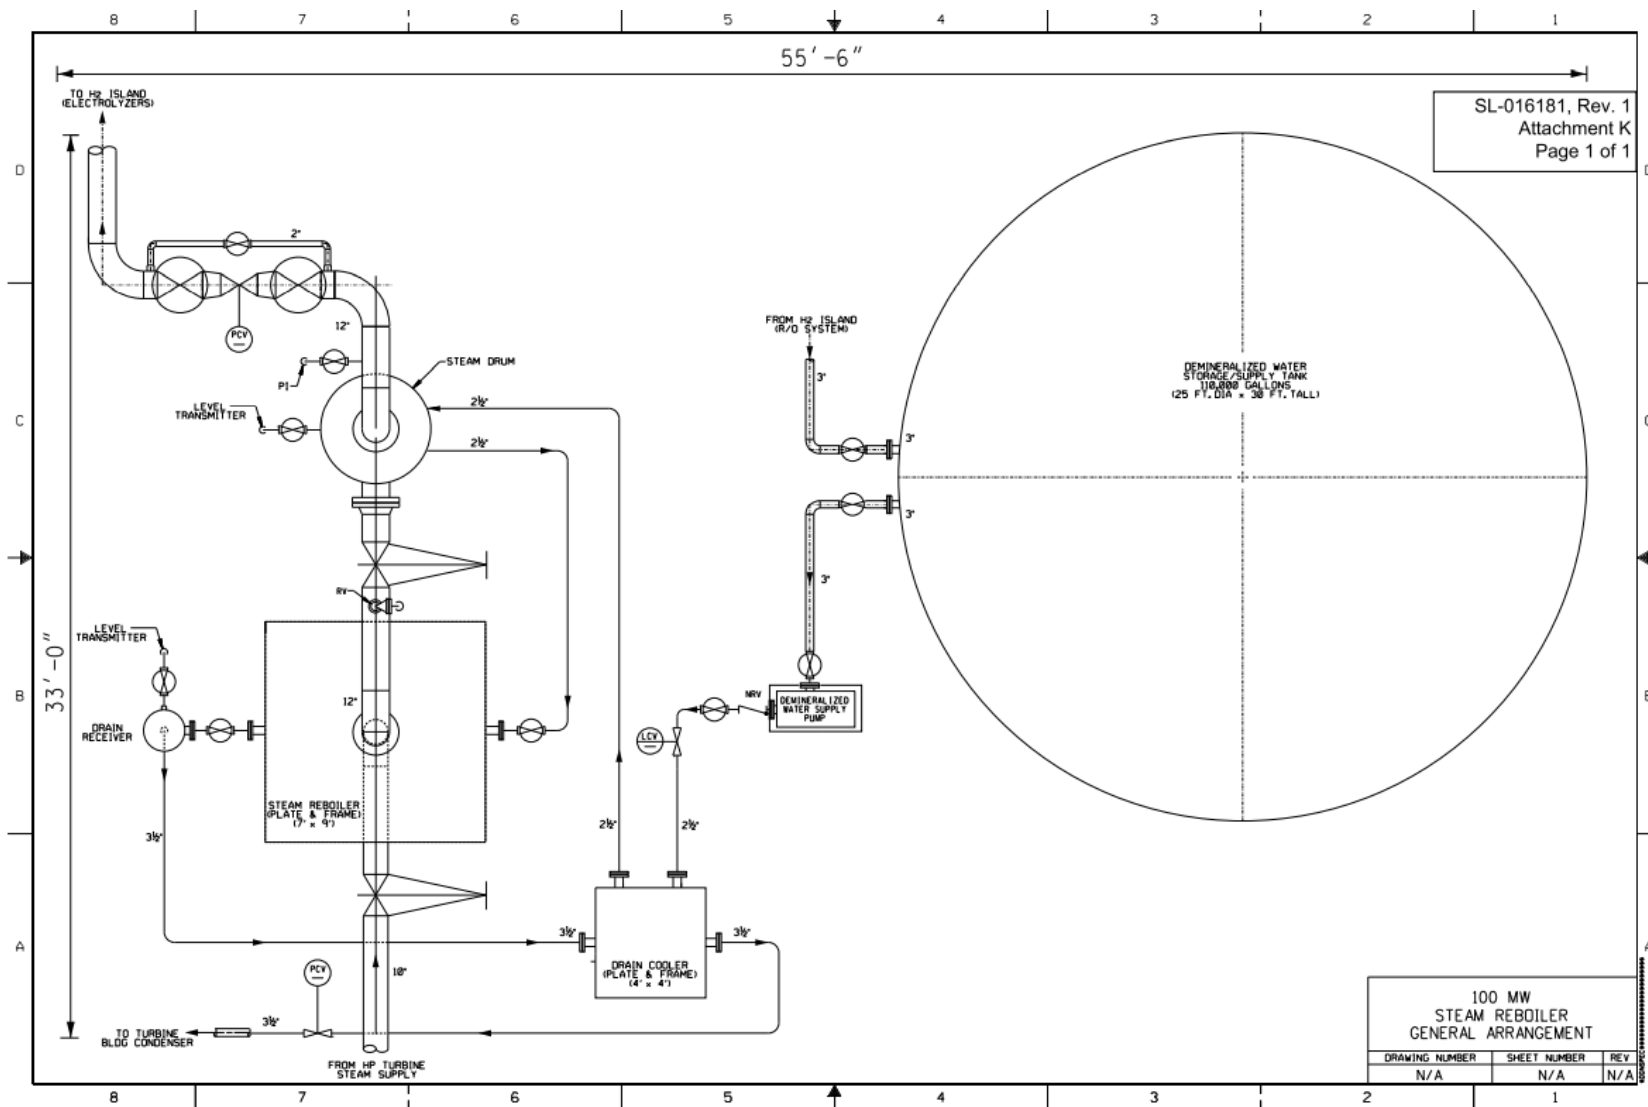 8 7 6 5 4 3 2 1
55'-6"
TO H2 ISLAND
(ELECTROLYZERS)
SL-016181, Rev. 1
Attachment K
Page 1 of 1
D
2"
12"
PCV
PI
STEAM DRUM
LEVEL
TRANSMITTER
2½"
2½"
C
FROM H2 ISLAND
(R/O SYSTEM)
3"
3"
3"
3"
DEMINERALIZED WATER
STORAGE/SUPPLY TANK
110,000 GALLONS
(25 FT. DIA x 30 FT. TALL)
C
RV
LEVEL
TRANSMITTER
33'-0"
B
DRAIN
RECEIVER
12"
NRV
DEMINERALIZED
WATER SUPPLY
PUMP
LCV
STEAM REBOILER
(PLATE & FRAME)
(7' x 9')
3½"
2½"
2½"
A
3½"
3½"
DRAIN COOLER
(PLATE & FRAME)
(4' x 4')
PCV
10"
3½"
TO TURBINE
BLDG CONDENSER
FROM HP TURBINE
STEAM SUPPLY
100 MW
STEAM REBOILER
GENERAL ARRANGEMENT
DRAWING NUMBER SHEET NUMBER REV
N/A N/A N/A
8 7 6 5 4 3 2 1